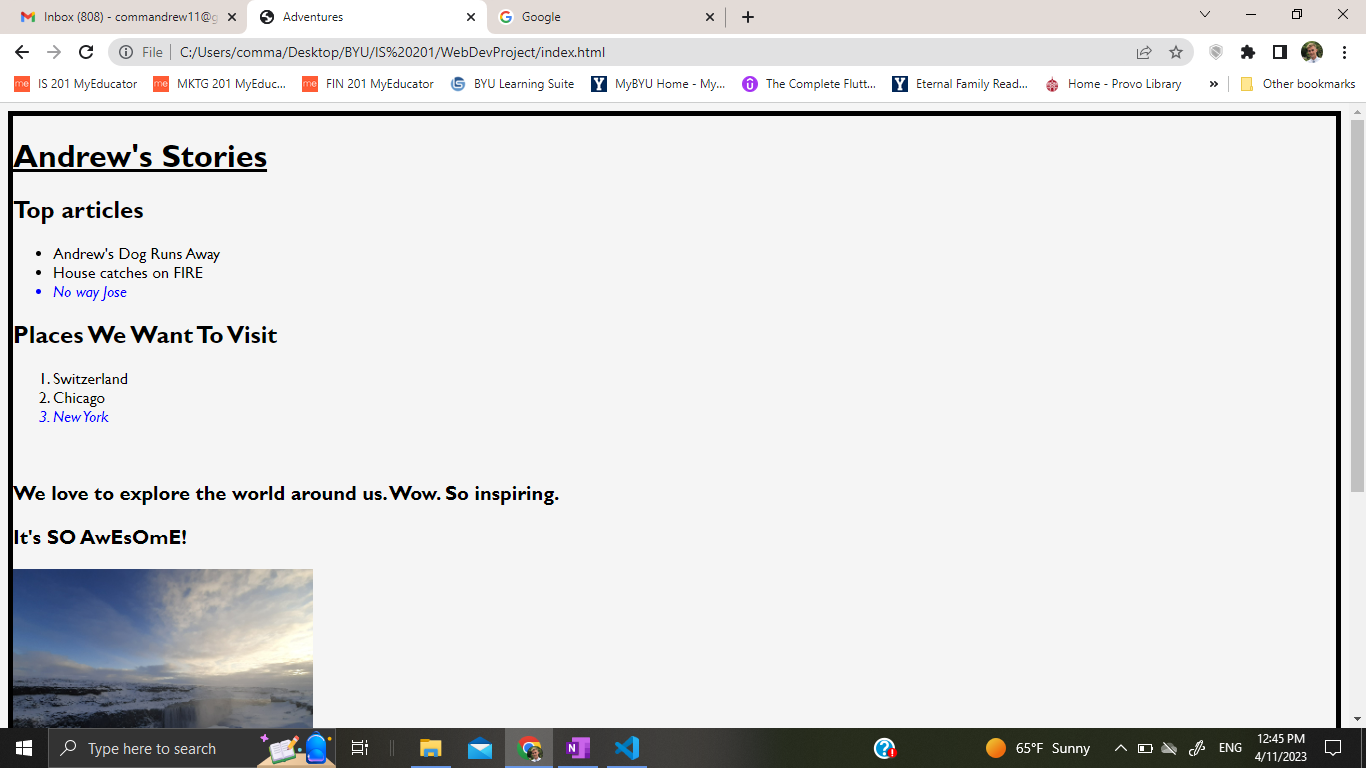 Inbox (808) - commandrew11@g
Adventures
Google
File
C:/Users/comma/Desktop/BYU/IS%20201/WebDevProject/index.html
me IS 201 MyEducator
me MKTG 201 MyEduc...
me FIN 201 MyEducator
BYU Learning Suite
Y MyBYU Home - My...
The Complete Flutt...
Y Eternal Family Read...
Home - Provo Library
»
Other bookmarks
Andrew's Stories
Top articles
• Andrew's Dog Runs Away
• House catches on FIRE
• No way Jose
Places We Want To Visit
1. Switzerland
2. Chicago
3. New York
We love to explore the world around us. Wow. So inspiring.
It's SO AwEsOmE!
Type here to search
65°F Sunny
ENG
12:45 PM
4/11/2023